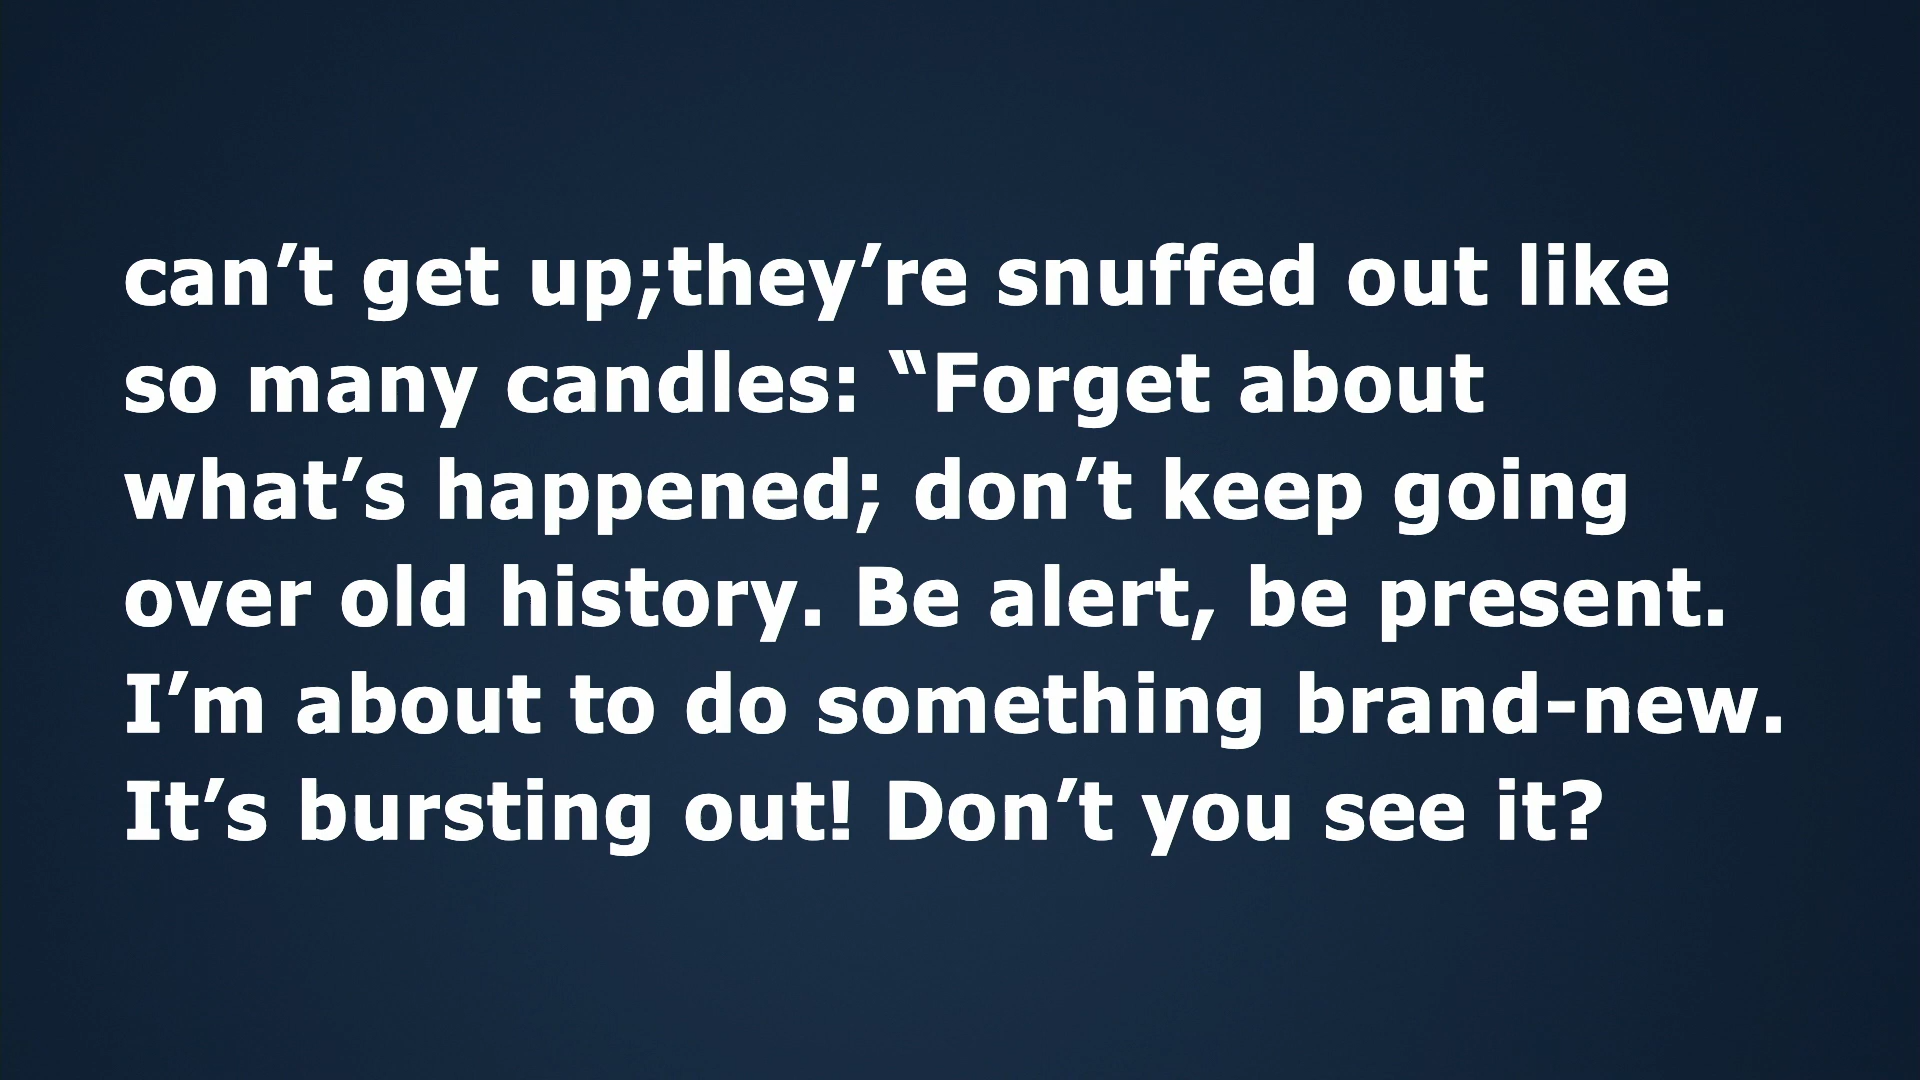 can’t get up;they’re snuffed out like
so many candles: “Forget about
what’s happened; don’t keep going
over old history. Be alert, be present.
I’m about to do something brand-new.
It’s bursting out! Don’t you see it?